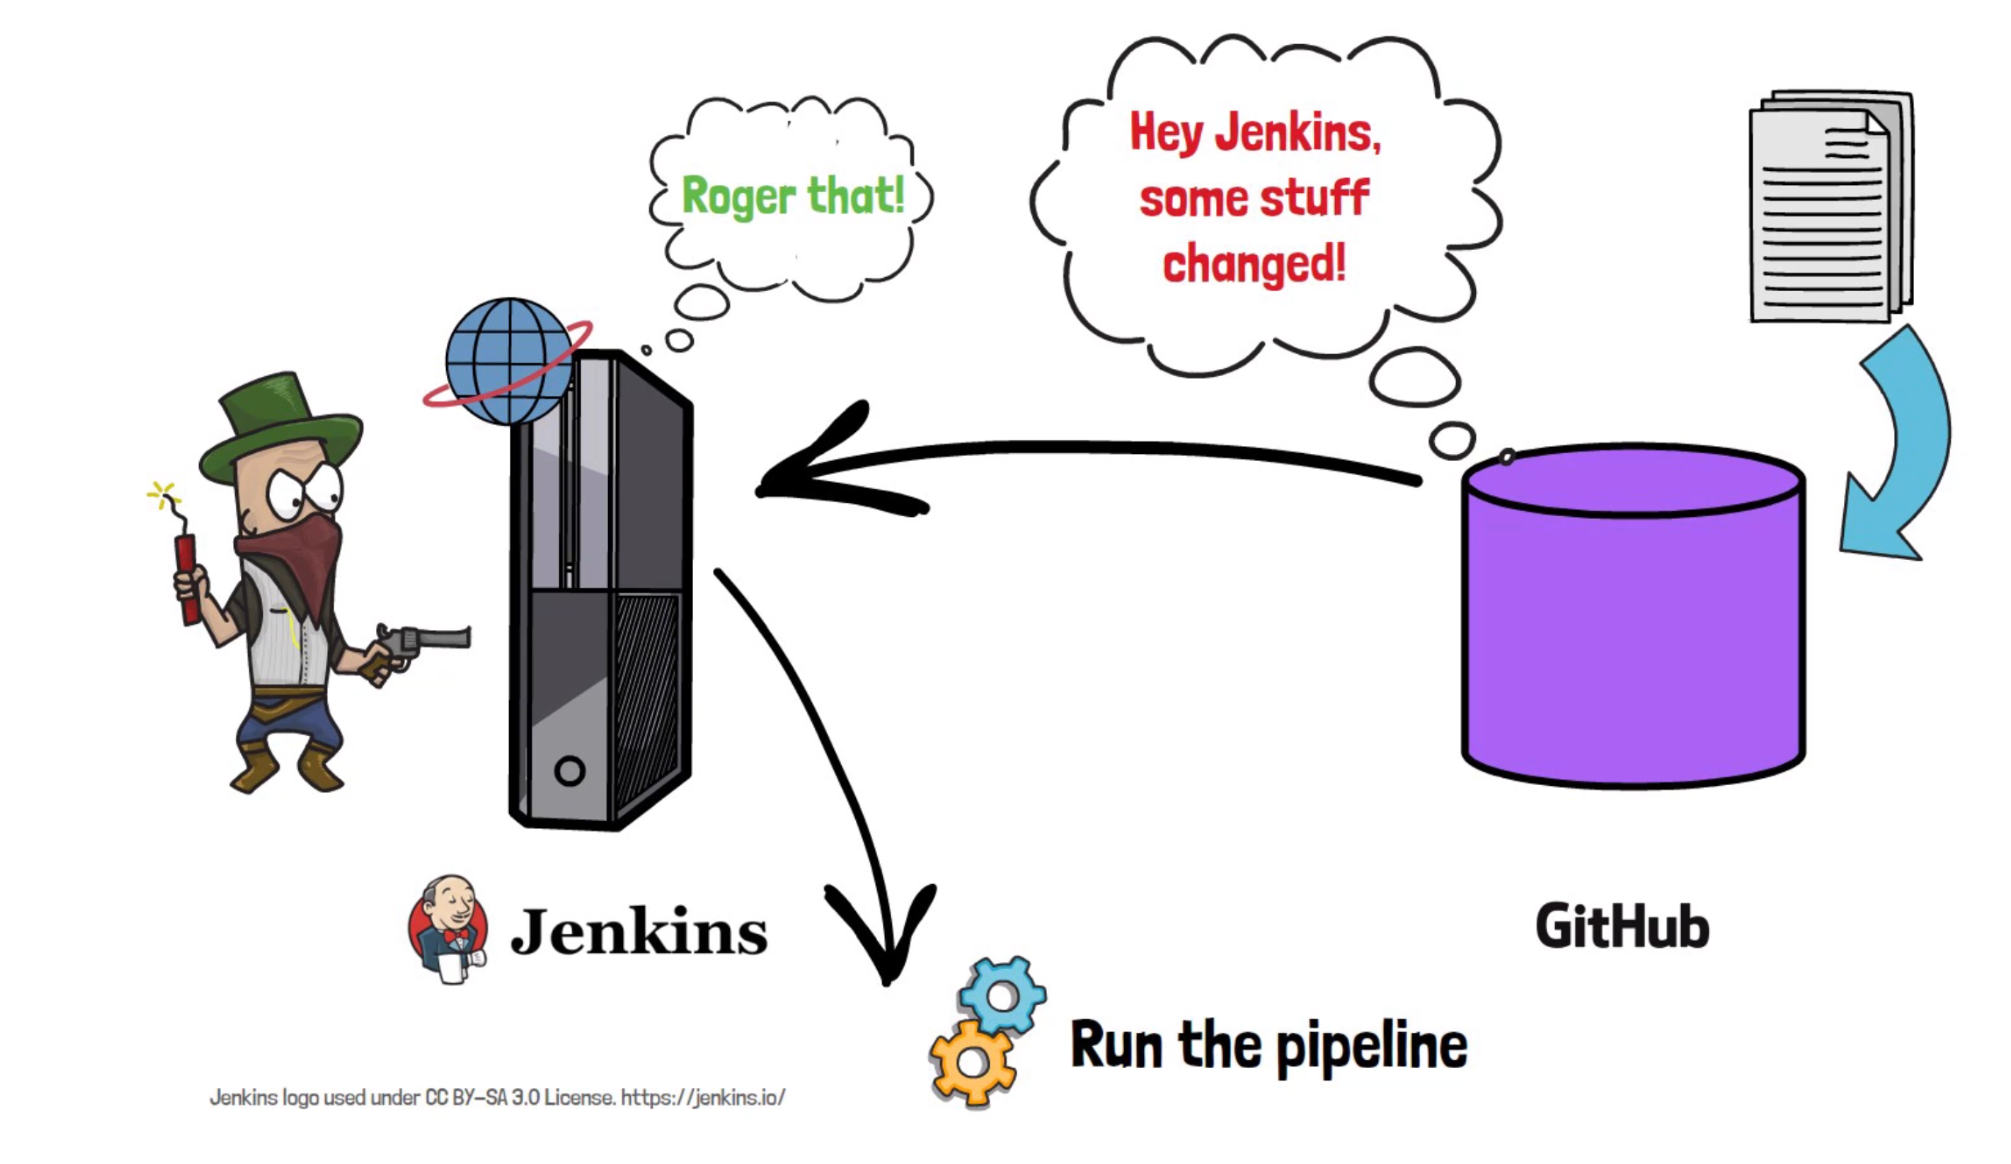 Roger that!
Hey Jenkins,
some stuff
changed!
Jenkins
GitHub
Run the pipeline
Jenkins logo used under CC BY-SA 3.0 License. https://jenkins.io/